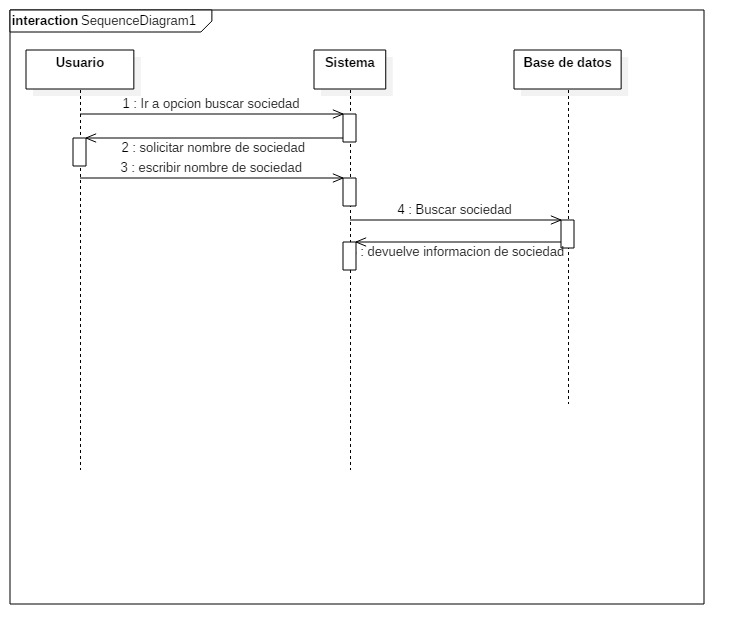 interaction SequenceDiagram1
Usuario
Sistema
Base de datos
1 : Ir a opcion buscar sociedad
2 : solicitar nombre de sociedad
3 : escribir nombre de sociedad
4 : Buscar sociedad
: devuelve informacion de sociedad